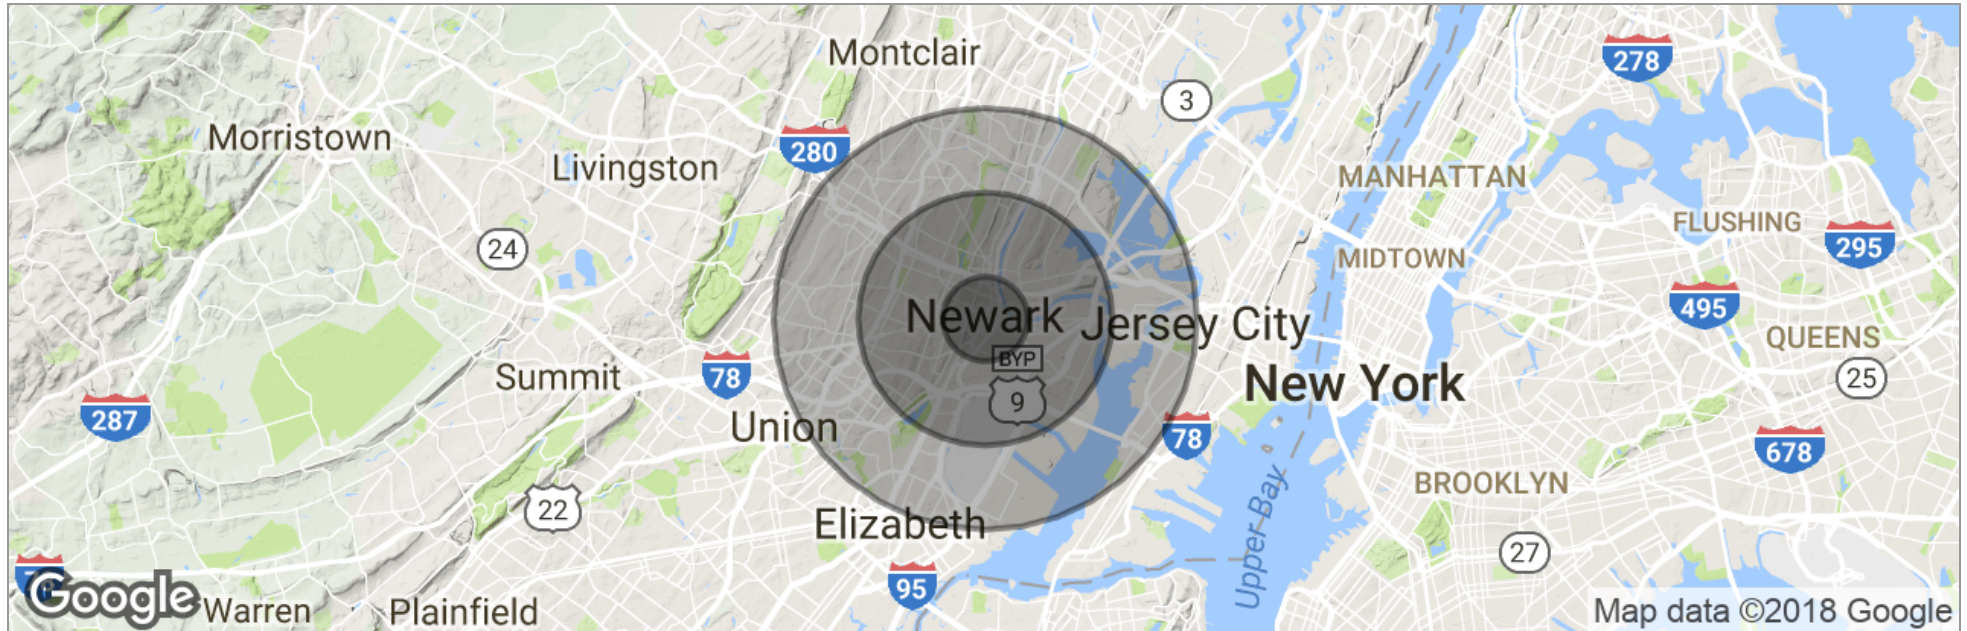 Montclair
278
3
Morristown
280
Livingston
MANHATTAN
FLUSHING
24
295
MIDTOWN
495
Newark
Jersey City
QUEENS
BYP
Summit
78
25
New York
9
287
Union
78
678
BROOKLYN
22
Elizabeth
Upper Bay
27
95
Google
Warren
Plainfield
Map data ©2018 Google